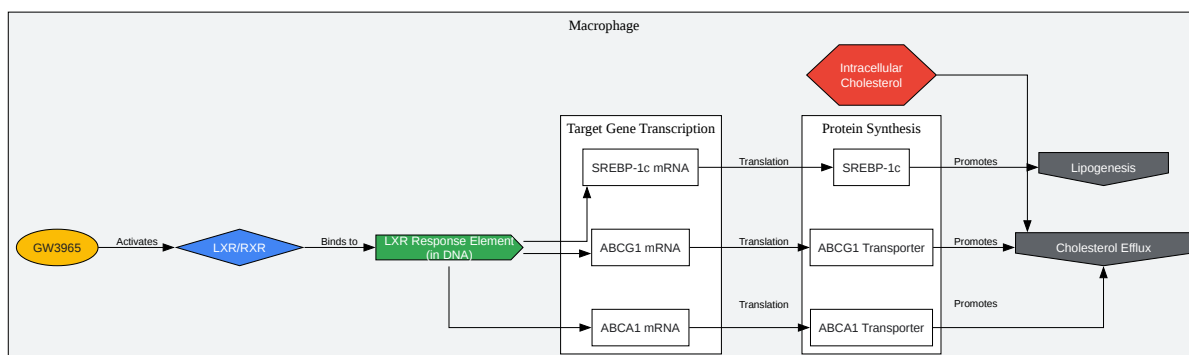 Macrophage
Intracellular
Cholesterol
Target Gene Transcription
Protein Synthesis
SREBP-1c mRNA
Translation
SREBP-1c
Promotes
Lipogenesis
GW3965
Activates
LXR/RXR
Binds to
LXR Response Element
(in DNA)
ABCG1 mRNA
Translation
ABCG1 Transporter
Promotes
Cholesterol Efflux
ABCA1 mRNA
Translation
ABCA1 Transporter
Promotes